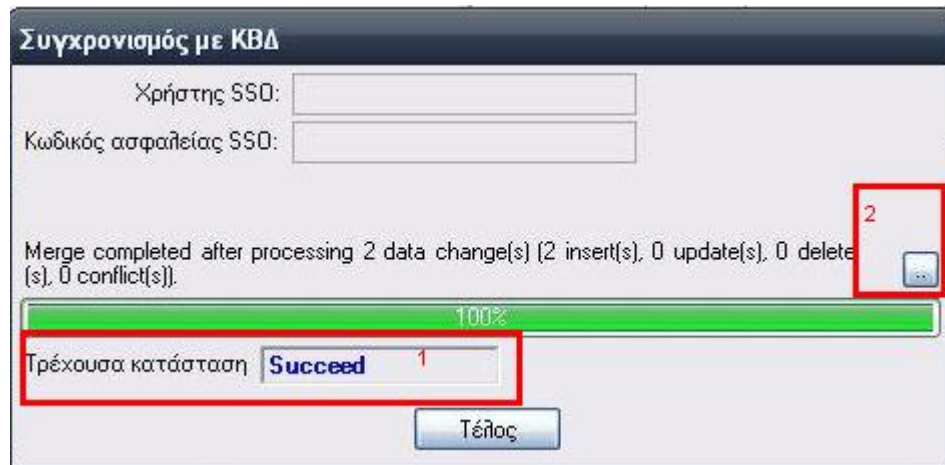 Συγχρονισμός με ΚΒΔ
Χρήστης SSO:
Κωδικός ασφαλείας SSO:
2
Merge completed after processing 2 data change(s) (2 insert(s), 0 update(s), 0 delete
(s), 0 conflict(s)).
..
100%
Τρέχουσα κατάσταση Succeed 1
Τέλος